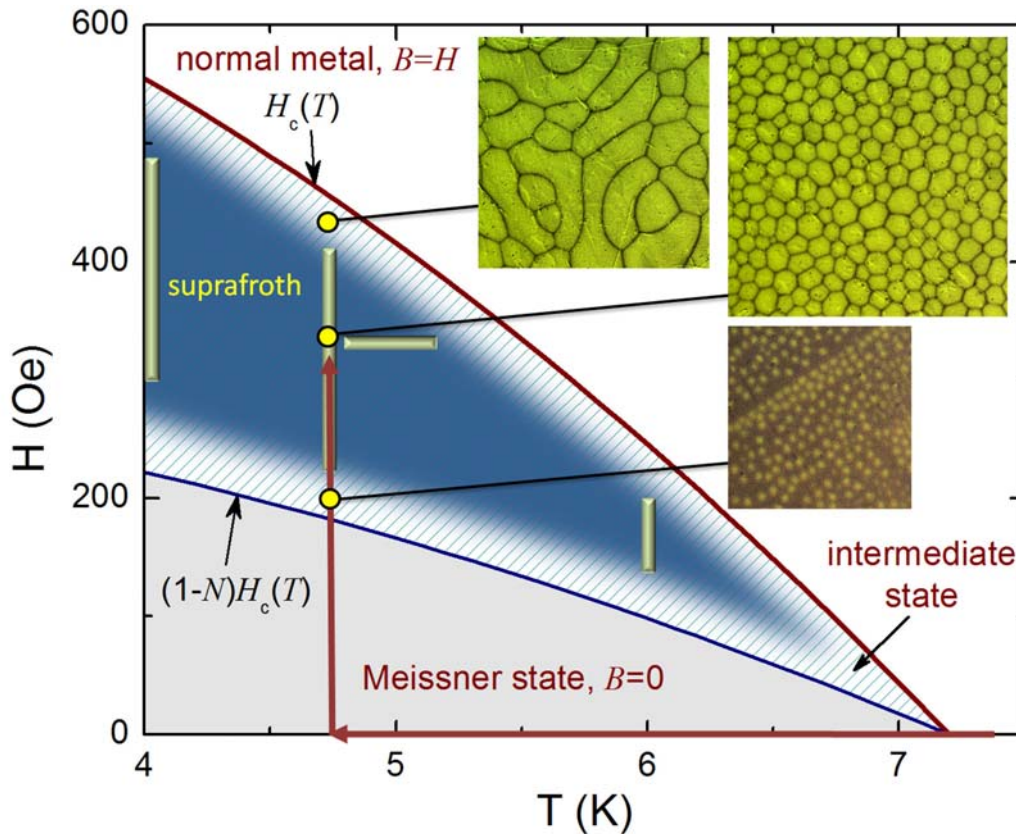 600
normal metal, B=H
H_c(T)
400
suprafroth
H (Oe)
200
(1-N)H_c(T)
intermediate
state
Meissner state, B=0
0
4
5
6
7
T (K)